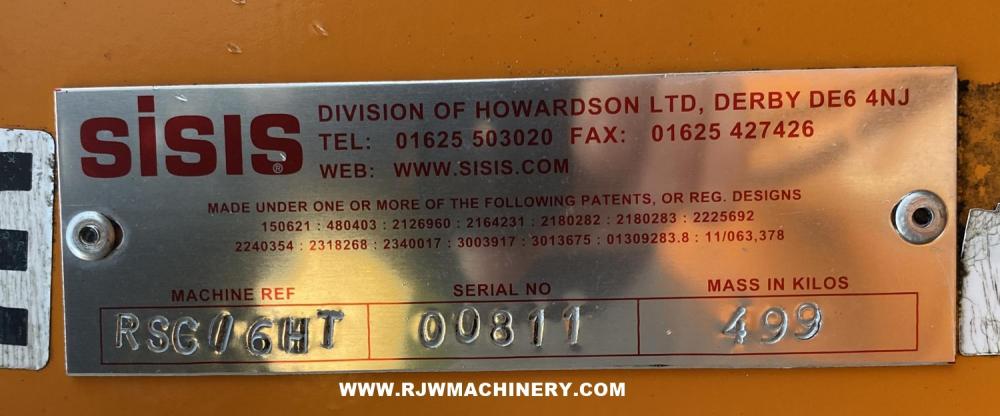 SISIS®
DIVISION OF HOWARDSON LTD, DERBY DE6 4NJ
TEL: 01625 503020 FAX: 01625 427426
WEB: WWW.SISIS.COM
MADE UNDER ONE OR MORE OF THE FOLLOWING PATENTS, OR REG. DESIGNS
150621 : 480403 : 2126960 : 2164231 : 2180282 : 2180283 : 2225692
2240354 : 2318268 : 2340017 : 3003917 : 3013675 : 01309283.8 : 11/063,378
MACHINE REF SERIAL NO MASS IN KILOS
RSC/6HT 00811 499
WWW.RJWMACHINERY.COM